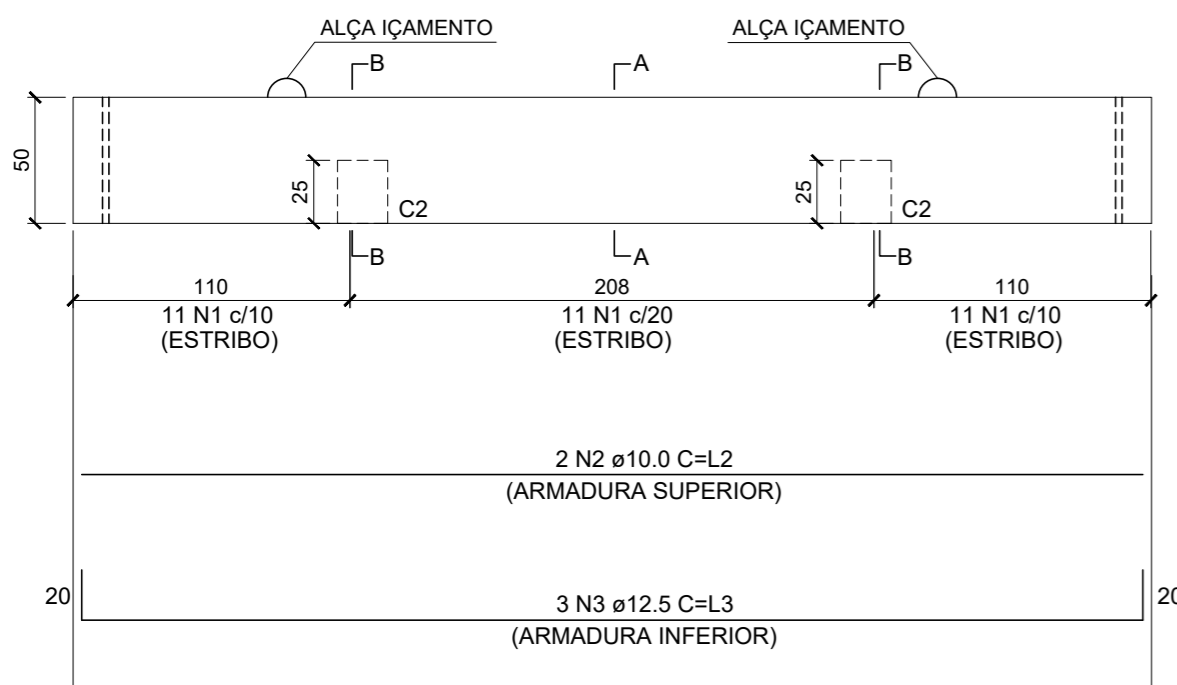 ALÇA IÇAMENTO
ALÇA IÇAMENTO
B
A
B
50
25
C2
25
C2
B
A
B
110
208
110
11 N1 c/10
11 N1 c/20
11 N1 c/10
(ESTRIBO)
(ESTRIBO)
(ESTRIBO)
2 N2 ø10.0 C=L2
(ARMADURA SUPERIOR)
20
3 N3 ø12.5 C=L3
20
(ARMADURA INFERIOR)